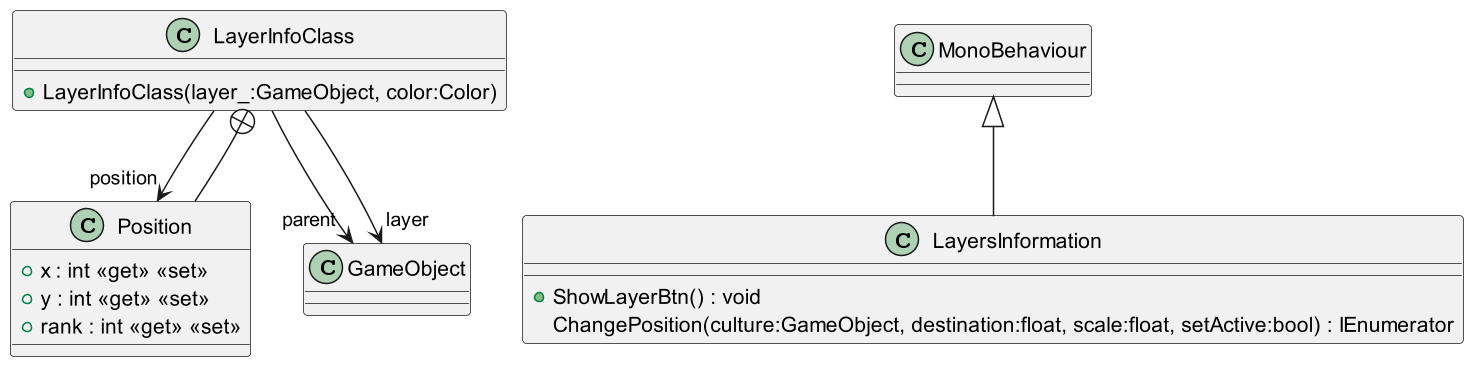 C LayerInfoClass
LayerInfoClass(layer_:GameObject, color:Color)
position
parent
layer
C Position
x : int «get» «set»
y : int «get» «set»
rank : int «get» «set»
C GameObject
C MonoBehaviour
C LayersInformation
ShowLayerBtn() : void
ChangePosition(culture:GameObject, destination:float, scale:float, setActive:bool) : IEnumerator